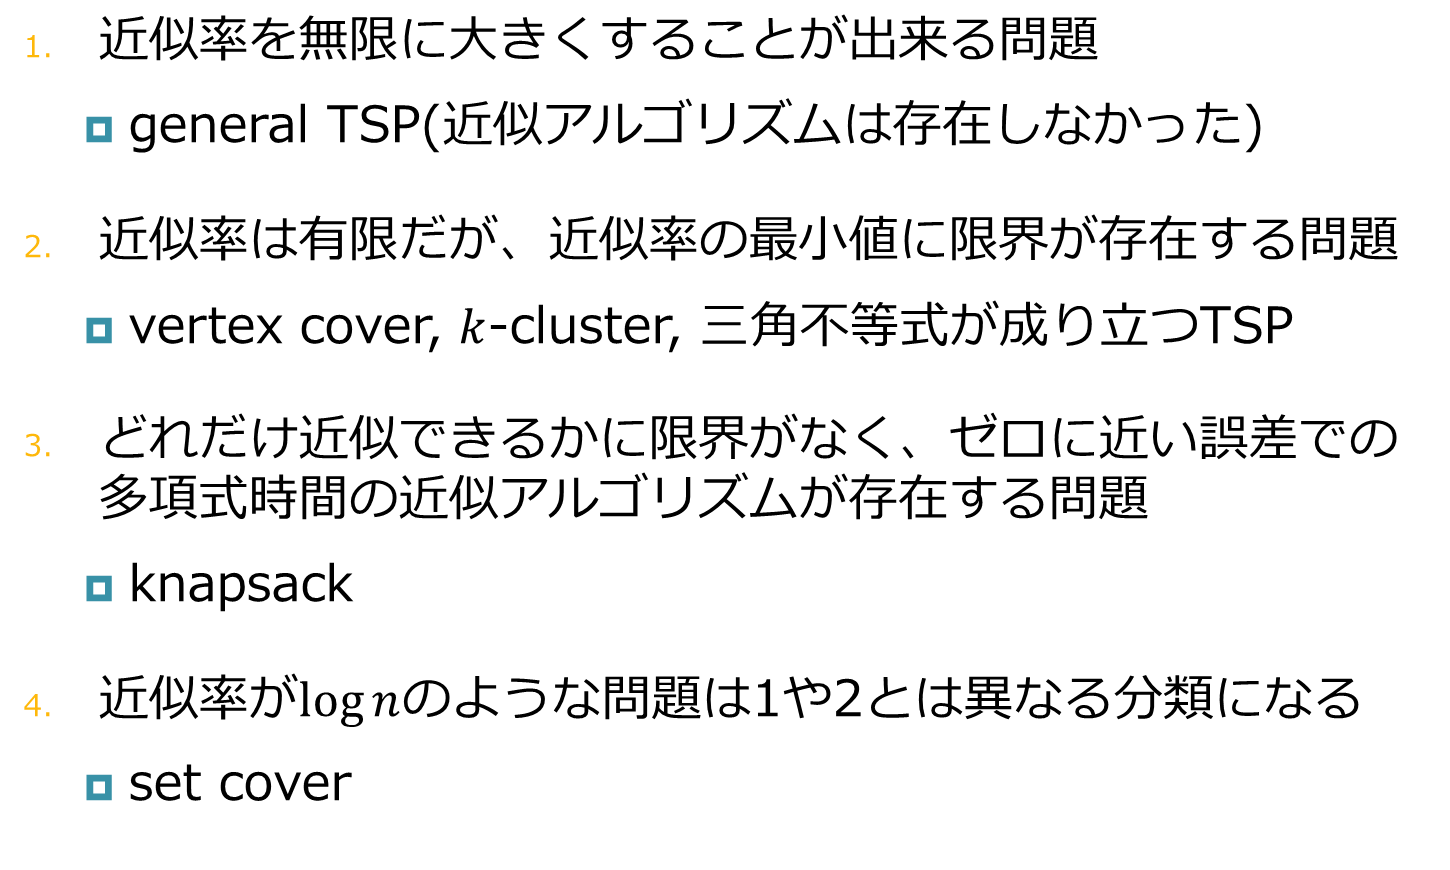 1. 近似率を無限に大きくすることが出来る問題
general TSP(近似アルゴリズムは存在しなかった)
2. 近似率は有限だが、近似率の最小値に限界が存在する問題
vertex cover, k-cluster, 三角不等式が成り立つTSP
3. どれだけ近似できるかに限界がなく、ゼロに近い誤差での
多項式時間の近似アルゴリズムが存在する問題
knapsack
4. 近似率がlog nのような問題は1や2とは異なる分類になる
set cover